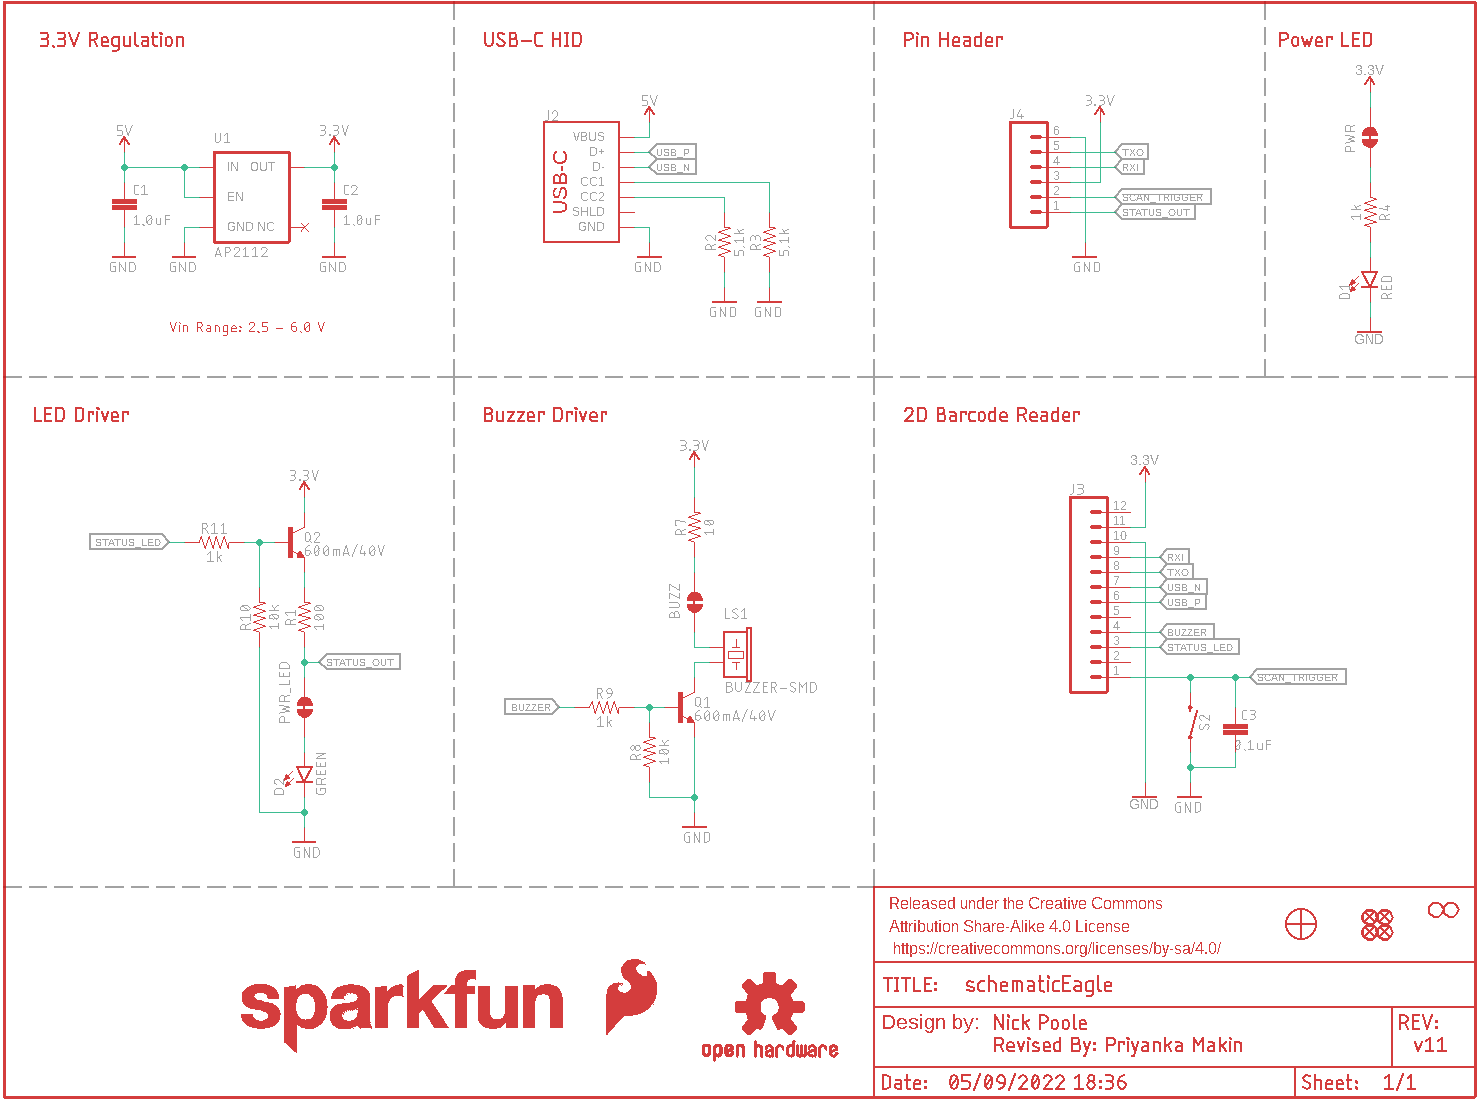 3.3V Regulation
5V
3.3V
U1
IN OUT
EN
GND NC
AP2112
C1
1.0uF
C2
1.0uF
GND
GND
GND
Vin Range: 2.5 – 6.0 V
USB–C HID
J2
5V
USB-C
VBUS
D+
D-
CC1
CC2
SHLD
GND
USB_P
USB_N
R2
5.1k
R3
5.1k
GND
GND
GND
Pin Header
J4
3.3V
6
5
4
3
2
1
TXO
RXI
SCAN_TRIGGER
STATUS_OUT
GND
Power LED
3.3V
PWR
1k
R4
D1
RED
GND
LED Driver
3.3V
STATUS_LED
R11
1k
Q2
600mA/40V
R10
10k
R1
100
STATUS_OUT
PWR_LED
D2
GREEN
GND
Buzzer Driver
3.3V
R7
10
BUZZ
LS1
BUZZER-SMD
BUZZER
R9
1k
Q1
600mA/40V
R8
10k
GND
2D Barcode Reader
3.3V
J3
12
11
10
9
8
7
6
5
4
3
2
1
RXI
TXO
USB_N
USB_P
BUZZER
STATUS_LED
SCAN_TRIGGER
S2
C3
0.1uF
GND
GND
Released under the Creative Commons
Attribution Share-Alike 4.0 License
https://creativecommons.org/licenses/by-sa/4.0/
TITLE: schematicEagle
Design by: Nick Poole
Revised By: Priyanka Makin
REV:
v11
Date: 05/09/2022 18:36
Sheet: 1/1
sparkfun
open hardware